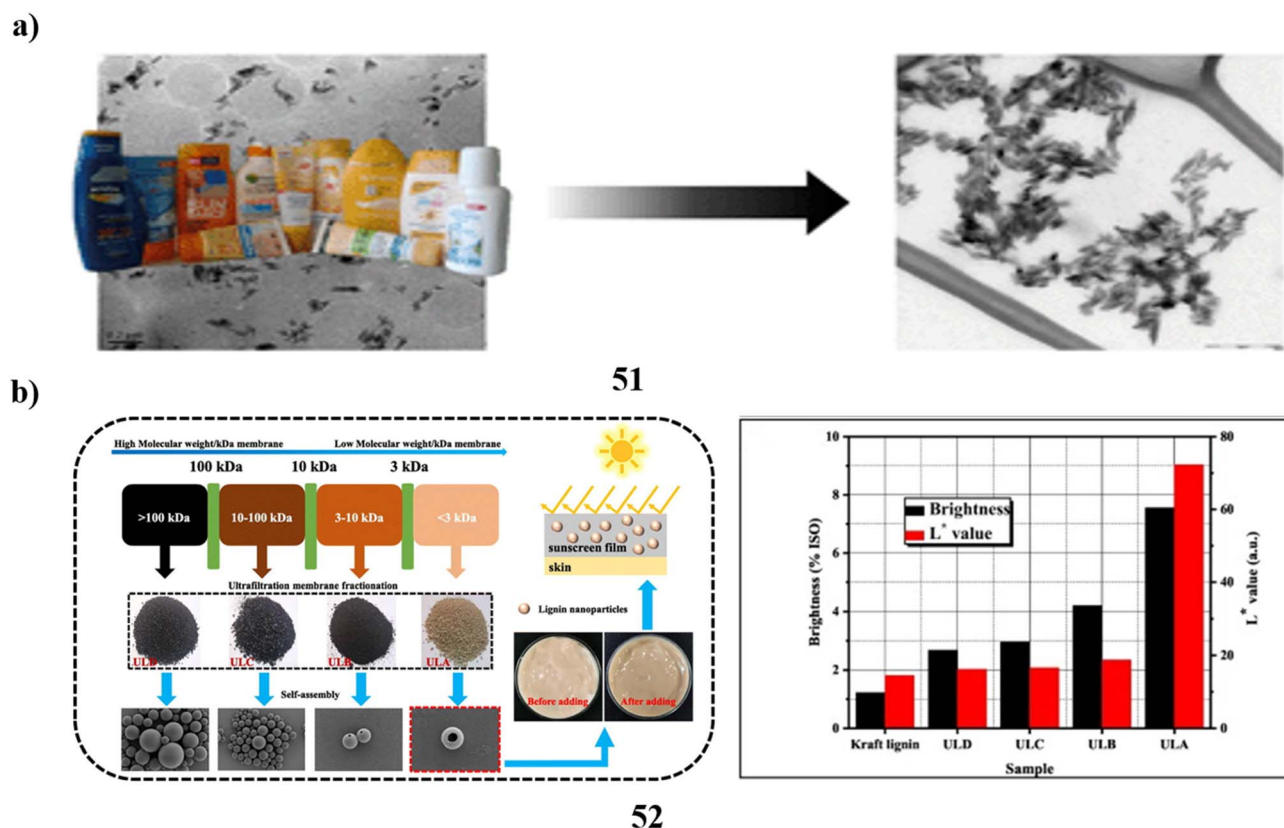 a)
51
b)
High Molecular weight/kDa membrane
Low Molecular weight/kDa membrane
100 kDa
10 kDa
3 kDa
>100 kDa
10-100 kDa
3-10 kDa
<3 kDa
Ultrafiltration membrane fractionation
ULD
ULC
ULB
ULA
Self-assembly
sunscreen film
skin
Lignin nanoparticles
Before adding
After adding
10
8
6
4
2
0
Brightness (% ISO)
Brightness
L* value
80
60
40
20
0
L* value (a.u.)
Kraft lignin
ULD
ULC
ULB
ULA
Sample
52